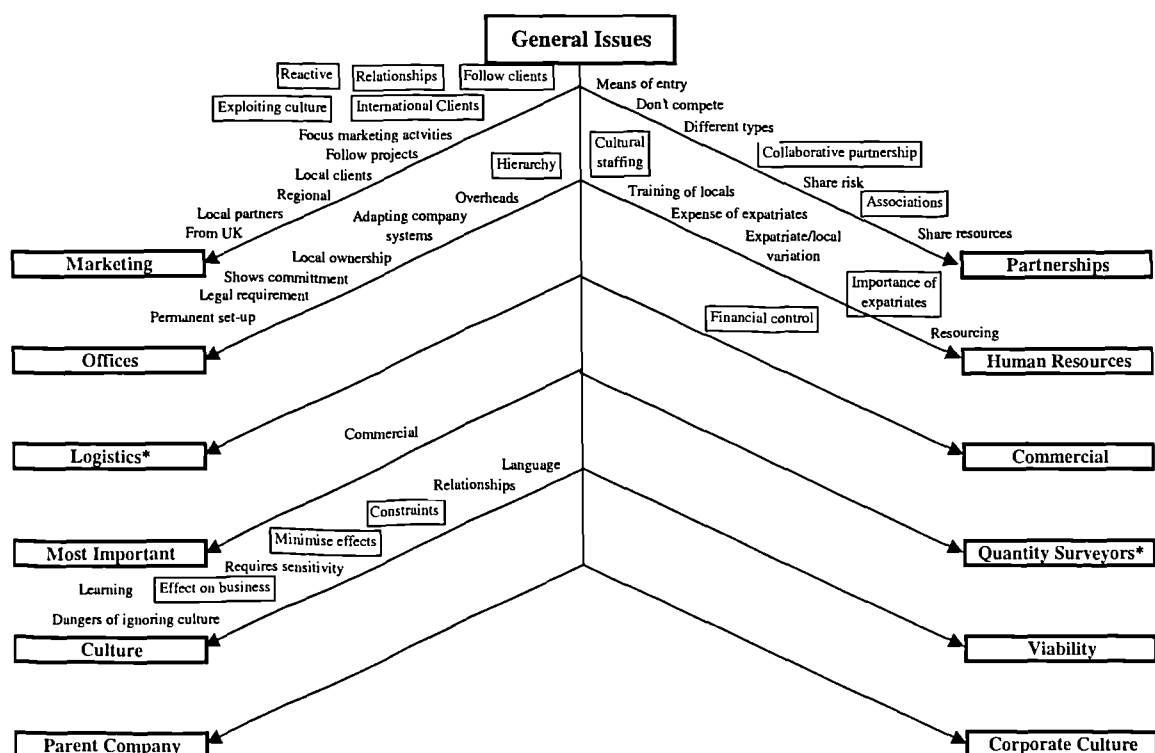 General Issues
Reactive
Relationships
Follow clients
Exploiting culture
International Clients
Focus marketing actvities
Follow projects
Local clients
Regional
Local partners
From UK
Marketing
Means of entry
Don't compete
Different types
Collaborative partnership
Share risk
Associations
Share resources
Partnerships
Hierarchy
Overheads
Adapting company
systems
Local ownership
Shows committment
Legal requirement
Permanent set-up
Offices
Cultural
staffing
Training of locals
Expense of expatriates
Expatriate/local
variation
Importance of
expatriates
Resourcing
Human Resources
Logistics*
Financial control
Commercial
Commercial
Most Important
Quantity Surveyors*
Language
Relationships
Constraints
Minimise effects
Requires sensitivity
Learning
Effect on business
Dangers of ignoring culture
Culture
Viability
Parent Company
Corporate Culture